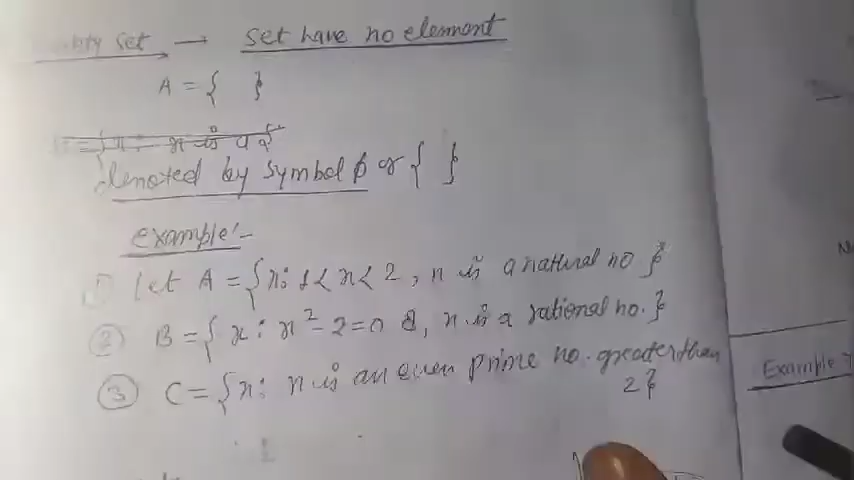 set → set have no element
A = { }
denoted by symbol ϕ or { }
example:-
① Let A = {x: 1 < x < 2, x is a natural no }
② B = { x : x² - 2 = 0 &, x is a rational no. }
③ C = {x: x is an even prime no. greater than
2}
Example